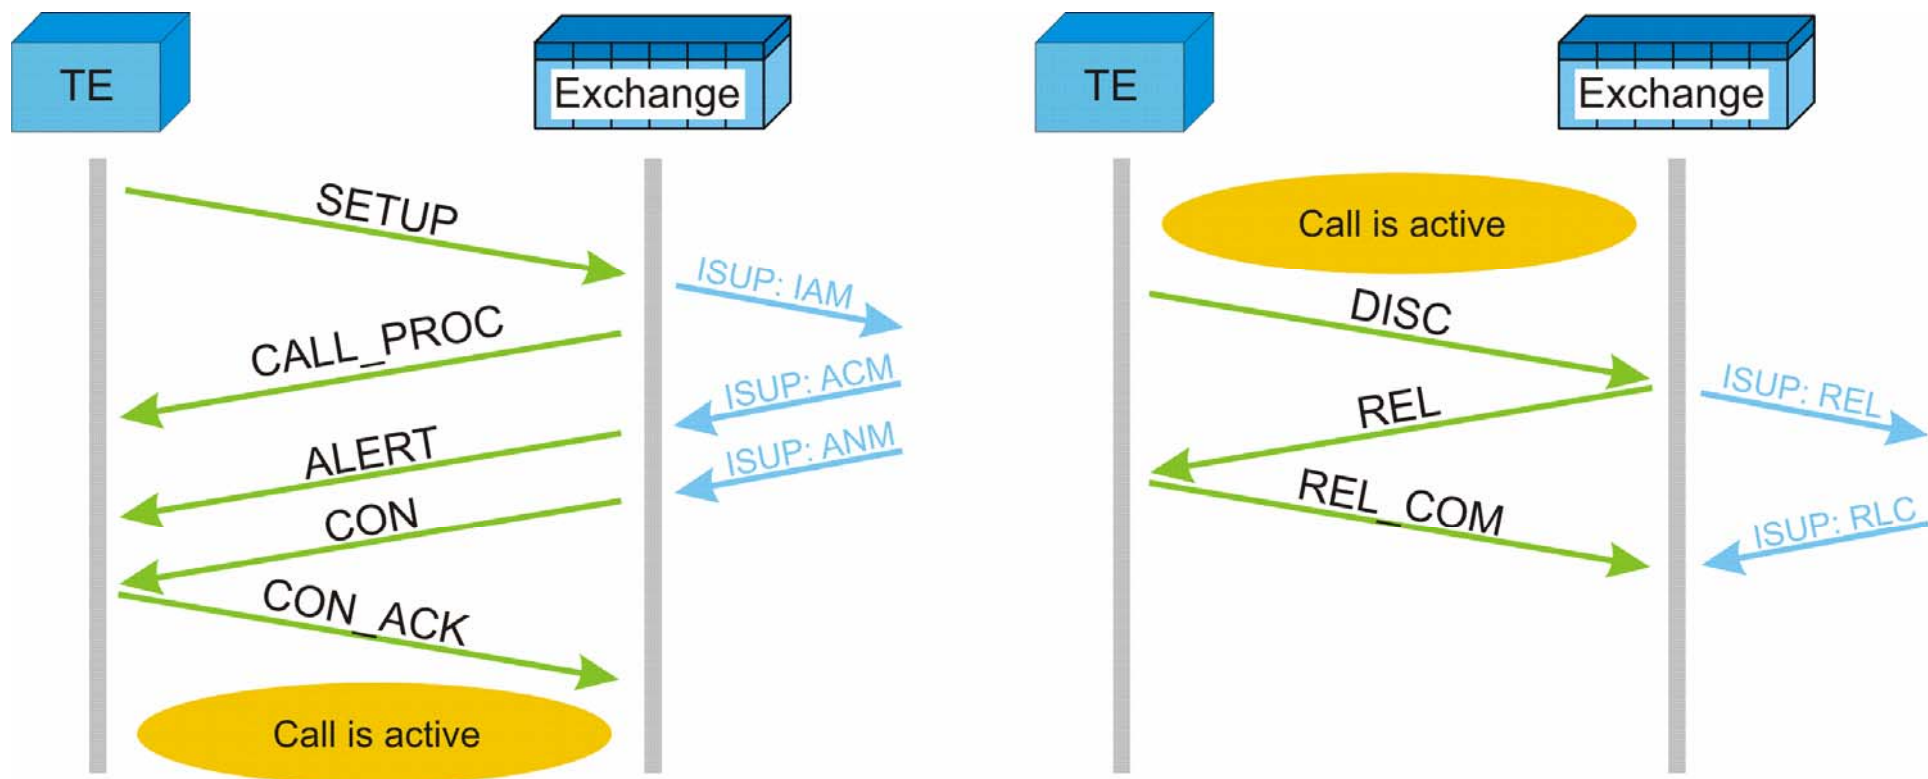 TE
Exchange
SETUP
ISUP: IAM
CALL_PROC
ISUP: ACM
ALERT
ISUP: ANM
CON
CON_ACK
Call is active
TE
Exchange
Call is active
DISC
ISUP: REL
REL
REL_COM
ISUP: RLC